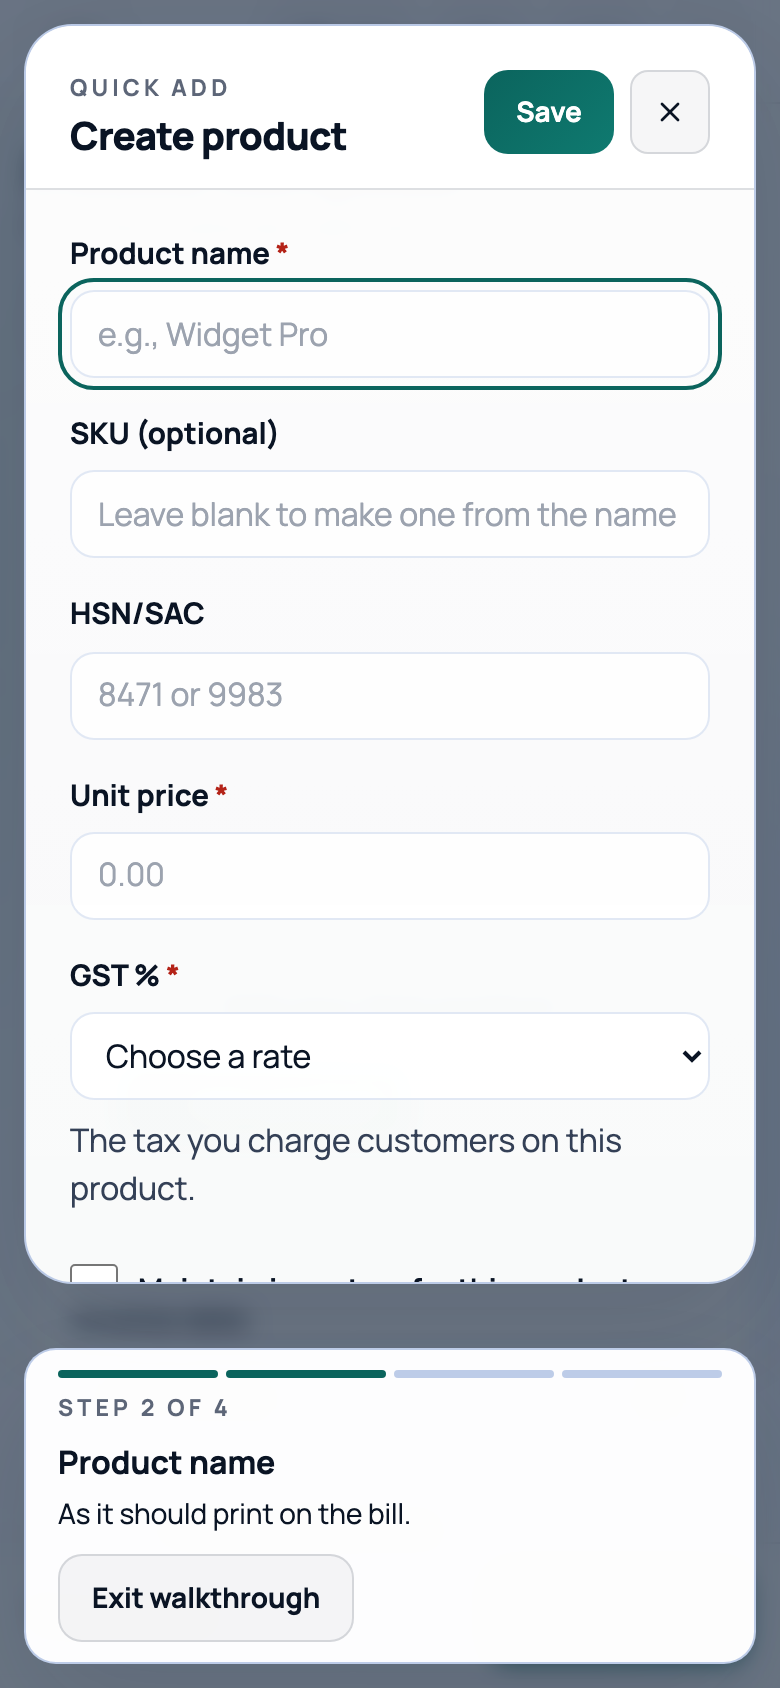 QUICK ADD
Create product
Save
Product name *
e.g., Widget Pro
SKU (optional)
Leave blank to make one from the name
HSN/SAC
8471 or 9983
Unit price *
0.00
GST % *
Choose a rate
The tax you charge customers on this
product.
STEP 2 OF 4
Product name
As it should print on the bill.
Exit walkthrough